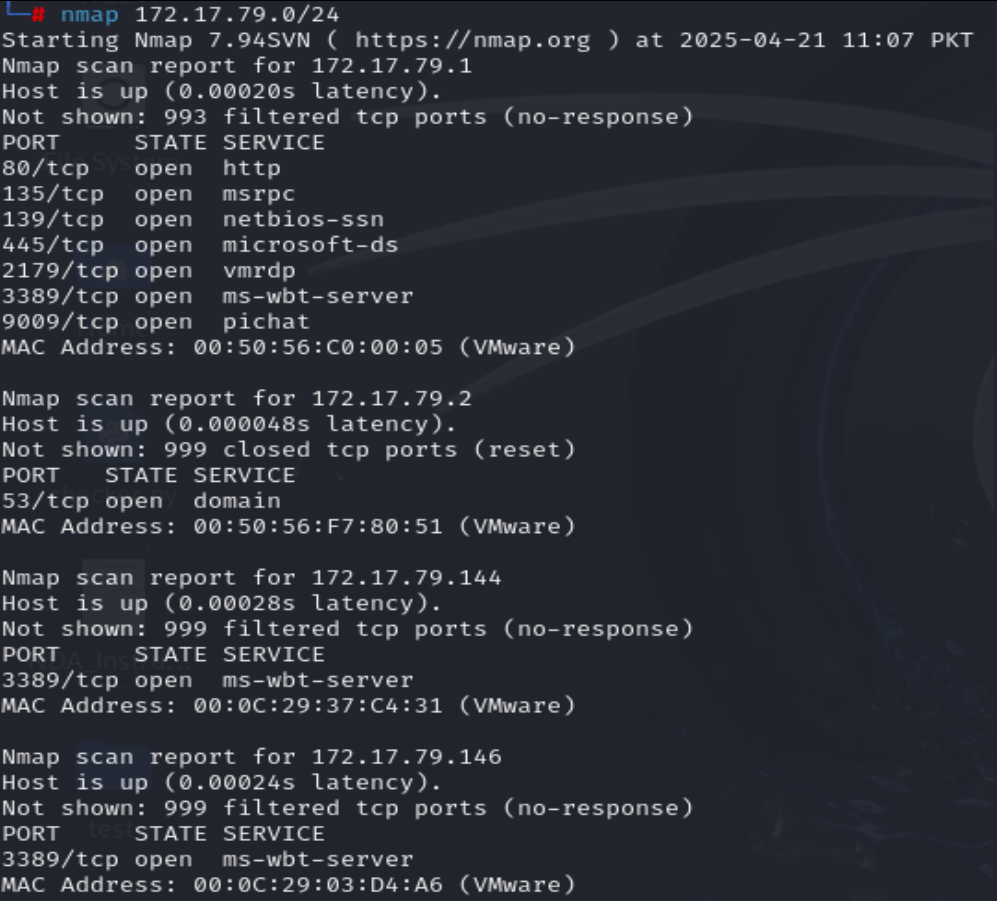 └─# nmap 172.17.79.0/24
Starting Nmap 7.94SVN ( https://nmap.org ) at 2025-04-21 11:07 PKT
Nmap scan report for 172.17.79.1
Host is up (0.00020s latency).
Not shown: 993 filtered tcp ports (no-response)
PORT     STATE SERVICE
80/tcp   open  http
135/tcp  open  msrpc
139/tcp  open  netbios-ssn
445/tcp  open  microsoft-ds
2179/tcp open  vmrdp
3389/tcp open  ms-wbt-server
9009/tcp open  pichat
MAC Address: 00:50:56:C0:00:05 (VMware)

Nmap scan report for 172.17.79.2
Host is up (0.000048s latency).
Not shown: 999 closed tcp ports (reset)
PORT   STATE SERVICE
53/tcp open  domain
MAC Address: 00:50:56:F7:80:51 (VMware)

Nmap scan report for 172.17.79.144
Host is up (0.00028s latency).
Not shown: 999 filtered tcp ports (no-response)
PORT     STATE SERVICE
3389/tcp open  ms-wbt-server
MAC Address: 00:0C:29:37:C4:31 (VMware)

Nmap scan report for 172.17.79.146
Host is up (0.00024s latency).
Not shown: 999 filtered tcp ports (no-response)
PORT     STATE SERVICE
3389/tcp open  ms-wbt-server
MAC Address: 00:0C:29:03:D4:A6 (VMware)